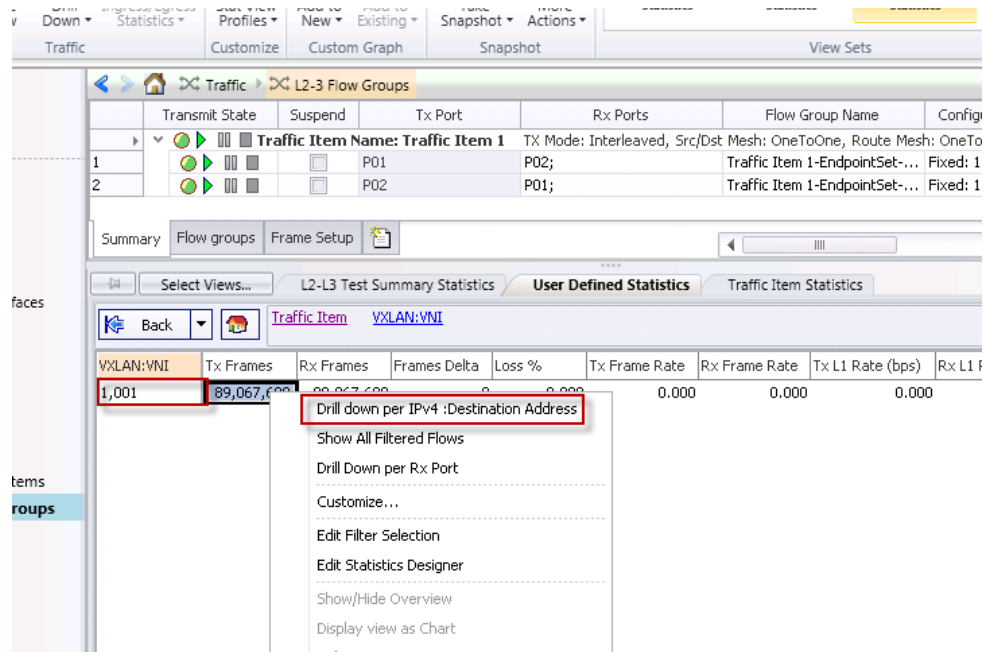 Down Statistics Profiles New Existing Snapshot Actions
Traffic Customize Custom Graph Snapshot View Sets
Traffic L2-3 Flow Groups
Transmit State Suspend Tx Port Rx Ports Flow Group Name
Traffic Item Name: Traffic Item 1 TX Mode: Interleaved, Src/Dst Mesh: OneToOne, Route Mesh: OneTo
1 P01 P02; Traffic Item 1-EndpointSet-... Fixed: 1
2 P02 P01; Traffic Item 1-EndpointSet-... Fixed: 1
Summary Flow groups Frame Setup
Select Views... L2-L3 Test Summary Statistics User Defined Statistics Traffic Item Statistics
faces
Back Traffic Item VXLAN:VNI
VXLAN:VNI Tx Frames Rx Frames Frames Delta Loss % Tx Frame Rate Rx Frame Rate Tx L1 Rate (bps) Rx L1
1,001 0.000 0.000 0.000
Drill down per IPv4 :Destination Address
Show All Filtered Flows
Drill Down per Rx Port
tems
Customize...
roups
Edit Filter Selection
Edit Statistics Designer
Show/Hide Overview
Display view as Chart